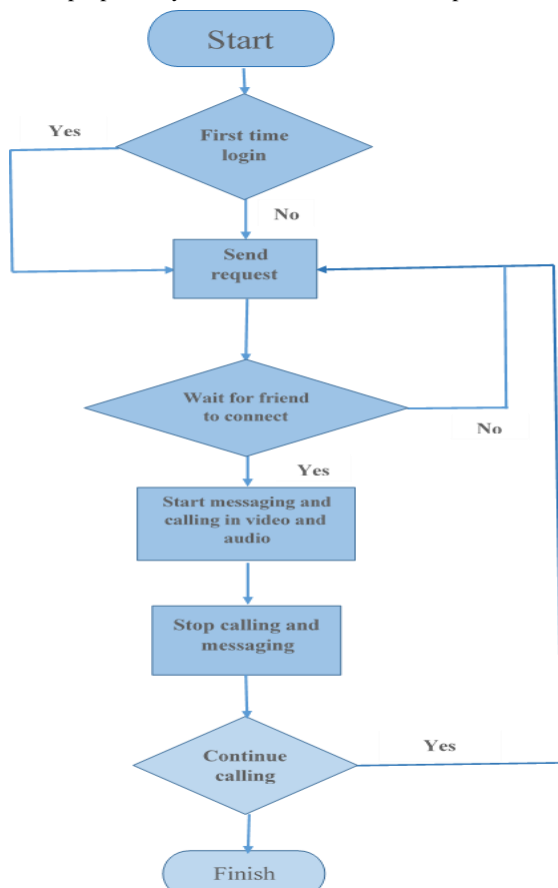 Start
Yes
First time
login
No
Send
request
Wait for friend
to connect
No
Yes
Start messaging and
calling in video and
audio
Stop calling and
messaging
Continue
calling
Yes
Finish